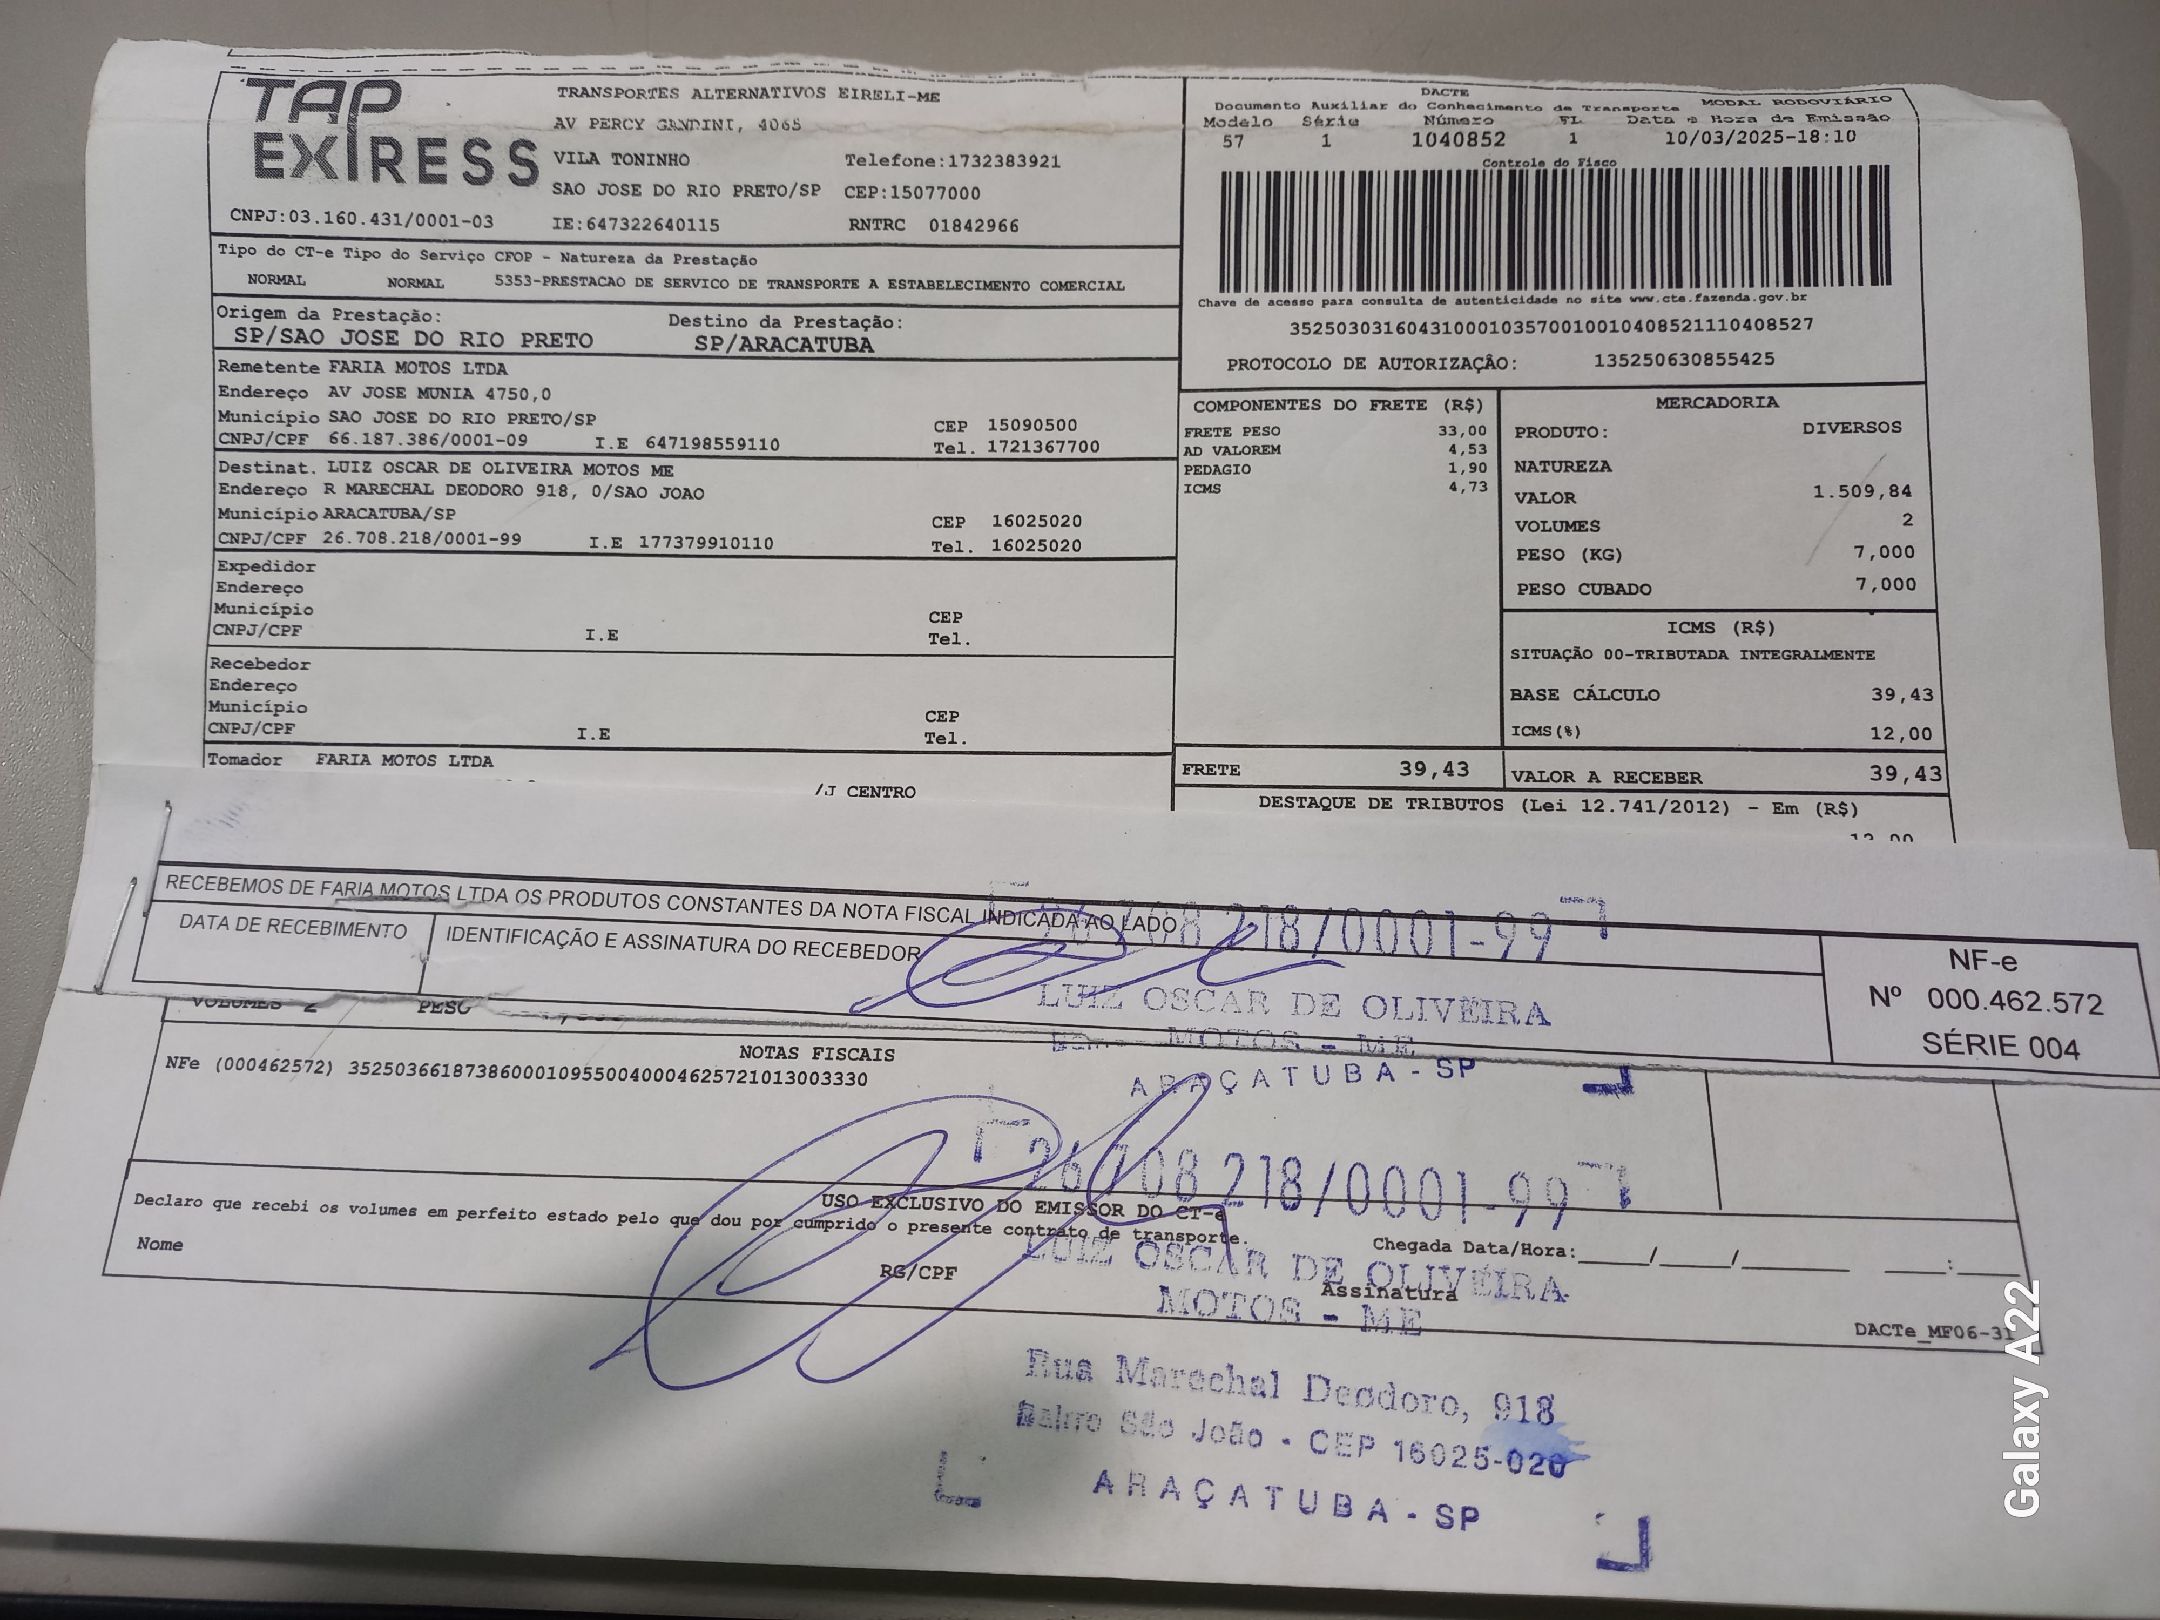 TAP
EXPRESS
TRANSPORTES ALTERNATIVOS EIRELI-ME
AV PERCY GANDINI, 4065
VILA TONINHO Telefone:1732383921
SAO JOSE DO RIO PRETO/SP CEP:15077000
CNPJ:03.160.431/0001-03 IE:647322640115 RNTRC 01842966
DACTE
Documento Auxiliar do Conhecimento de Transporte MODAL RODOVIÁRIO
Modelo Série Número FL Data e Hora de Emissão
57 1 1040852 1 10/03/2025-18:10
Controle do Fisco
Chave de acesso para consulta de autenticidade no site www.cte.fazenda.gov.br
35250303160431000103570010010408521110408527
PROTOCOLO DE AUTORIZAÇÃO: 135250630855425
Tipo do CT-e Tipo do Serviço CFOP - Natureza da Prestação
NORMAL NORMAL 5353-PRESTACAO DE SERVICO DE TRANSPORTE A ESTABELECIMENTO COMERCIAL
Origem da Prestação: Destino da Prestação:
SP/SAO JOSE DO RIO PRETO SP/ARACATUBA
Remetente FARIA MOTOS LTDA
Endereço AV JOSE MUNIA 4750,0
Município SAO JOSE DO RIO PRETO/SP CEP 15090500
CNPJ/CPF 66.187.386/0001-09 I.E 647198559110 Tel. 1721367700
Destinat. LUIZ OSCAR DE OLIVEIRA MOTOS ME
Endereço R MARECHAL DEODORO 918, 0/SAO JOAO
Município ARACATUBA/SP CEP 16025020
CNPJ/CPF 26.708.218/0001-99 I.E 177379910110 Tel. 16025020
Expedidor
Endereço
Município CEP
CNPJ/CPF I.E Tel.
Recebedor
Endereço
Município CEP
CNPJ/CPF I.E Tel.
Tomador FARIA MOTOS LTDA
/J CENTRO
COMPONENTES DO FRETE (R$)
FRETE PESO 33,00
AD VALOREM 4,53
PEDAGIO 1,90
ICMS 4,73
MERCADORIA
PRODUTO: DIVERSOS
NATUREZA
VALOR 1.509,84
VOLUMES 2
PESO (KG) 7,000
PESO CUBADO 7,000
ICMS (R$)
SITUAÇÃO 00-TRIBUTADA INTEGRALMENTE
BASE CÁLCULO 39,43
ICMS(%) 12,00
FRETE 39,43 VALOR A RECEBER 39,43
DESTAQUE DE TRIBUTOS (Lei 12.741/2012) - Em (R$)
12,00
RECEBEMOS DE FARIA MOTOS LTDA OS PRODUTOS CONSTANTES DA NOTA FISCAL INDICADA AO LADO
DATA DE RECEBIMENTO IDENTIFICAÇÃO E ASSINATURA DO RECEBEDOR
NF-e
Nº 000.462.572
SÉRIE 004
26 708 218/0001-99
LUIZ OSCAR DE OLIVEIRA
MOTOS - ME
ARAÇATUBA - SP
VOLUMES 2 PESO
NOTAS FISCAIS
NFe (000462572) 35250366187386000109550040004625721013003330
26 708 218/0001-99
USO EXCLUSIVO DO EMISSOR DO CT-e
Declaro que recebi os volumes em perfeito estado pelo que dou por cumprido o presente contrato de transporte.
Nome RG/CPF Assinatura
Chegada Data/Hora:____/____/______ ___:___
LUIZ OSCAR DE OLIVEIRA
MOTOS - ME
DACTe_MF06-31
Rua Marechal Deodoro, 918
Bairro São João - CEP 16025-020
ARAÇATUBA - SP
Galaxy A22